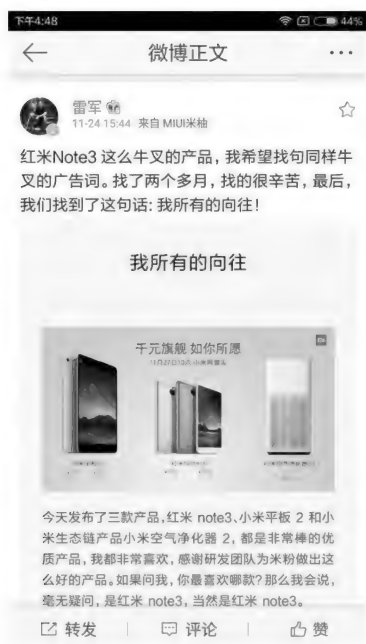 下午4:48
44%
微博正文
雷军
11-24 15:44 来自 MIUI米柚
红米Note3 这么牛叉的产品，我希望找句同样牛
叉的广告词。找了两个多月，找的很辛苦，最后，
我们找到了这句话: 我所有的向往！
我所有的向往
千元旗舰 如你所愿
今天发布了三款产品，红米 note3、小米平板 2 和小
米生态链产品小米空气净化器 2，都是非常棒的优
质产品，我都非常喜欢，感谢研发团队为米粉做出这
么好的产品。如果问我，你最喜欢哪款？那么我会说，
毫无疑问，是红米 note3，当然是红米 note3。
转发
评论
赞